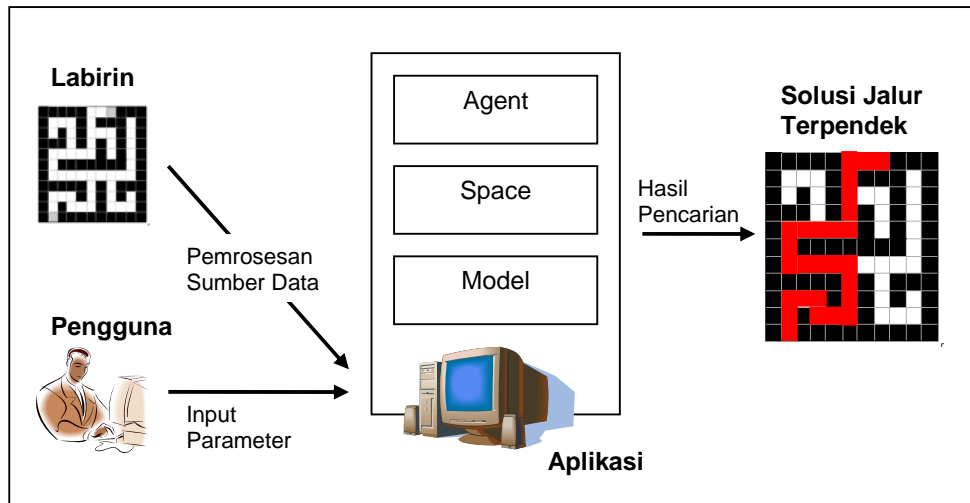 Labirin
Pemrosesan
Sumber Data
Pengguna
Input
Parameter
Agent
Space
Model
Aplikasi
Hasil
Pencarian
Solusi Jalur
Terpendek